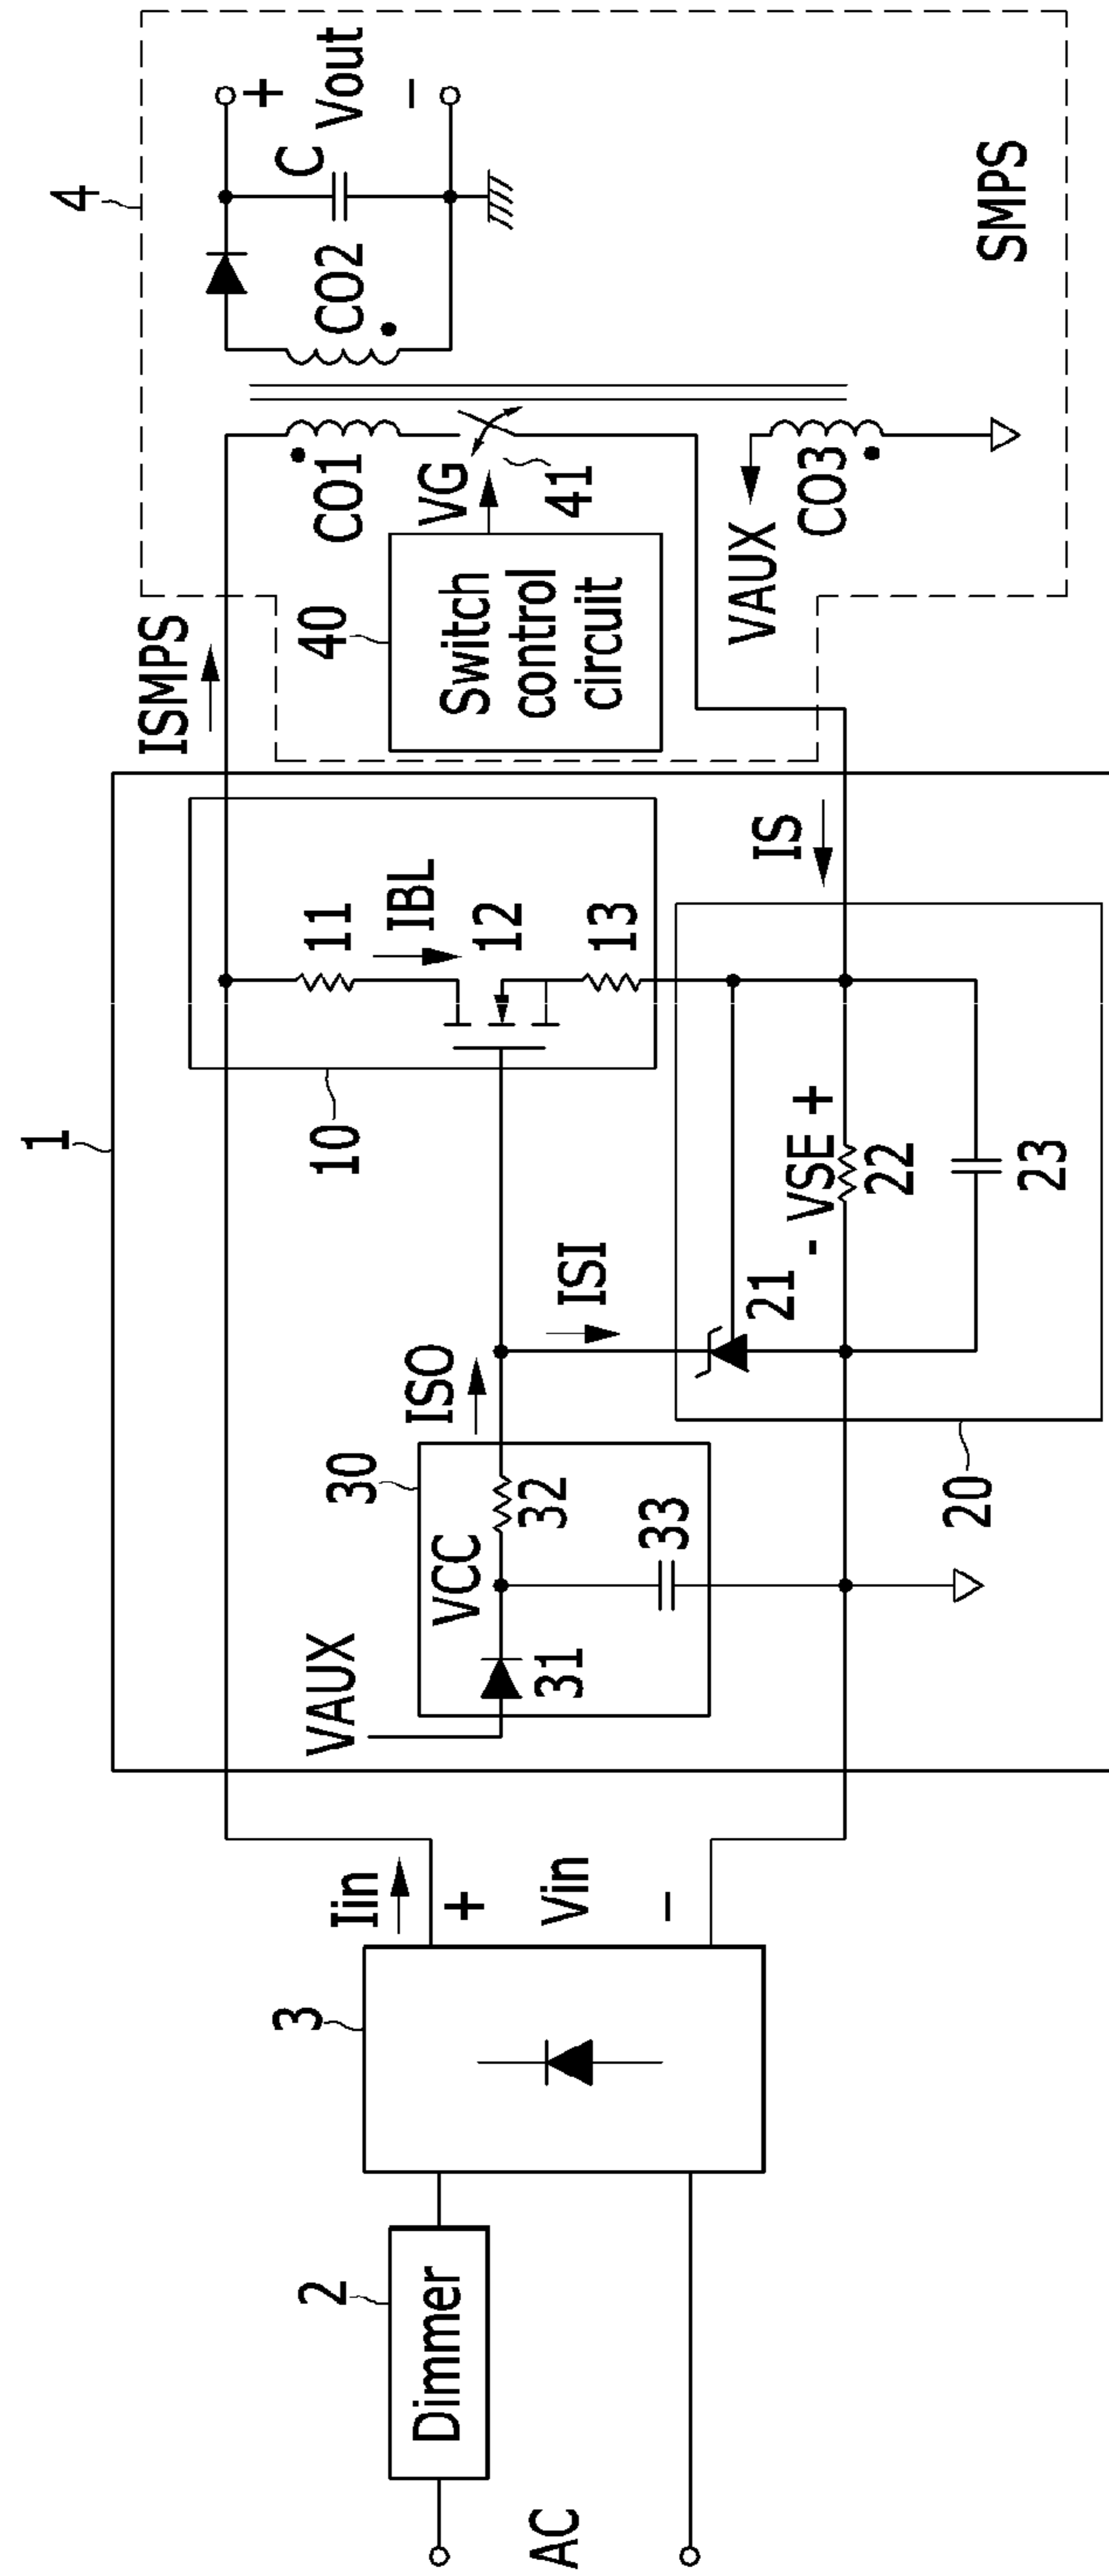 1
4
ISMPS
10
11
IBL
12
13
20
21
- VSE +
22
23
IS
ISI
ISO
30
VCC
31
32
33
VAUX
Iin
+
Vin
−
3
2
Dimmer
AC
40
Switch
control
circuit
VG
41
CO1
CO2
C
+
Vout
−
VAUX
CO3
SMPS